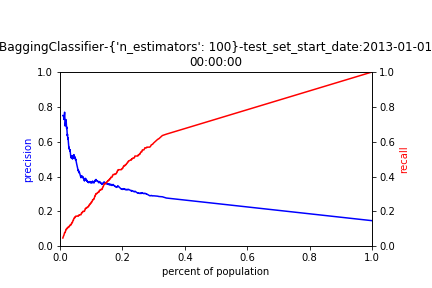 BaggingClassifier-{'n_estimators': 100}-test_set_start_date:2013-01-01
00:00:00
1.0
0.8
0.6
0.4
0.2
0.0
precision
1.0
0.8
0.6
0.4
0.2
0.0
recall
0.0 0.2 0.4 0.6 0.8 1.0
percent of population